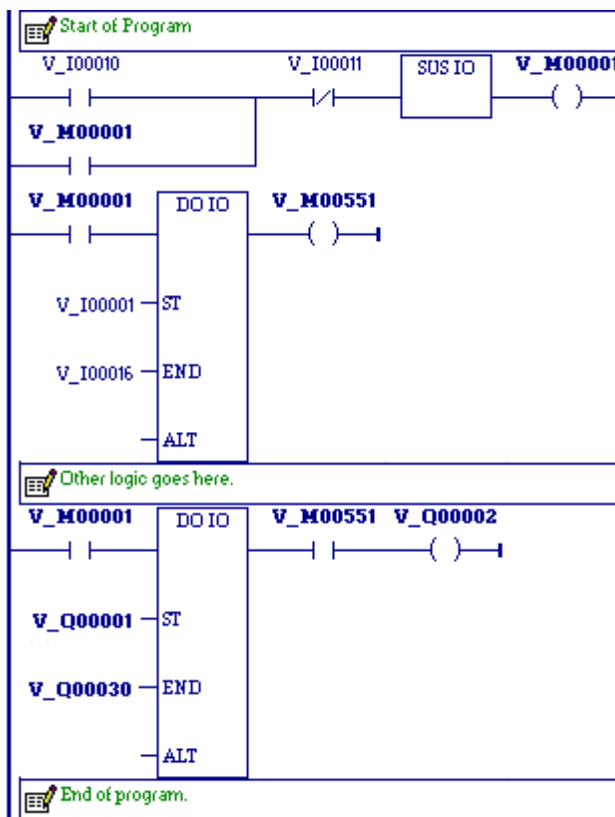 Start of Program
V_I00010 V_I00011 SUS IO V_M00001
V_M00001
V_M00001 DO IO V_M00551
V_I00001 ST
V_I00016 END
ALT
Other logic goes here.
V_M00001 DO IO V_M00551 V_Q00002
V_Q00001 ST
V_Q00030 END
ALT
End of program.